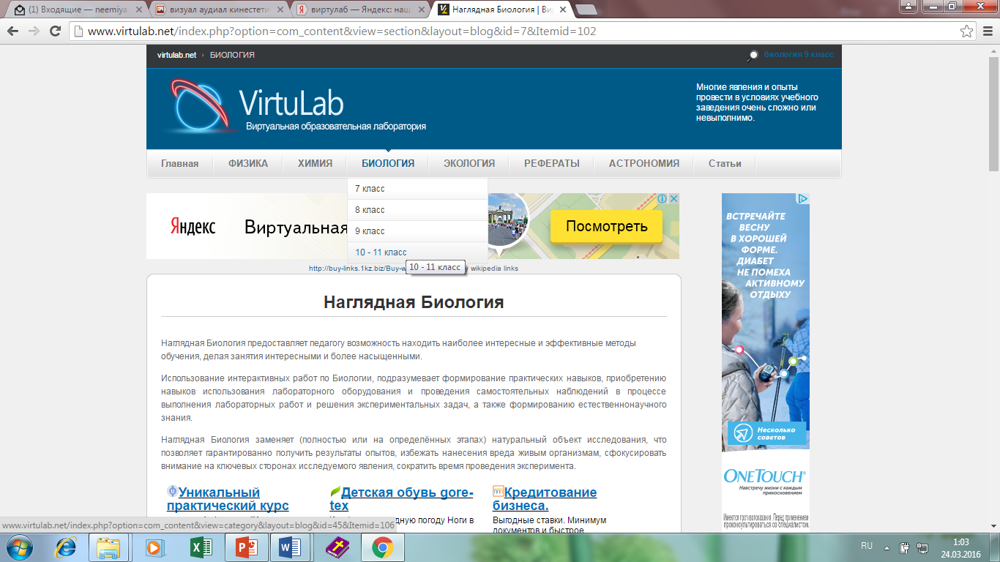 (1) Входящие — neemiya
визуал аудиал кинестети
виртулаб — Яндекс: наш
Наглядная Биология | Ви
www.virtulab.net/index.php?option=com_content&view=section&layout=blog&id=7&Itemid=102
virtulab.net БИОЛОГИЯ
биология 9 класс
VirtuLab
Виртуальная образовательная лаборатория
Многие явления и опыты
провести в условиях учебного
заведения очень сложно или
невыполнимо.
Главная ФИЗИКА ХИМИЯ БИОЛОГИЯ ЭКОЛОГИЯ РЕФЕРАТЫ АСТРОНОМИЯ Статьи
7 класс
8 класс
9 класс
10 - 11 класс
10 - 11 класс
Яндекс Виртуальная Посмотреть
http://buy-links.1kz.biz/Buy-w wikipedia links
ВСТРЕЧАЙТЕ
ВЕСНУ
В ХОРОШЕЙ
ФОРМЕ.
ДИАБЕТ
НЕ ПОМЕХА
АКТИВНОМУ
ОТДЫХУ
Несколько
советов
ONETOUCH®
Навстречу жизни с каждым
прикосновением
Имеются противопоказания. Перед применением
проконсультироваться со специалистом.
Наглядная Биология
Наглядная Биология предоставляет педагогу возможность находить наиболее интересные и эффективные методы
обучения, делая занятия интересными и более насыщенными.
Использование интерактивных работ по Биологии, подразумевает формирование практических навыков, приобретению
навыков использования лабораторного оборудования и проведения самостоятельных наблюдений в процессе
выполнения лабораторных работ и решения экспериментальных задач, а также формированию естественнонаучного
знания.
Наглядная Биология заменяет (полностью или на определённых этапах) натуральный объект исследования, что
позволяет гарантированно получить результаты опытов, избежать нанесения вреда живым организмам, сфокусировать
внимание на ключевых сторонах исследуемого явления, сократить время проведения эксперимента.
Уникальный
практический курс
Детская обувь gore-
tex
дную погоду Ноги в
Кредитование
бизнеса.
Выгодные ставки. Минимум
документов и быстрое
www.virtulab.net/index.php?option=com_content&view=category&layout=blog&id=45&Itemid=106
RU
1:03
24.03.2016